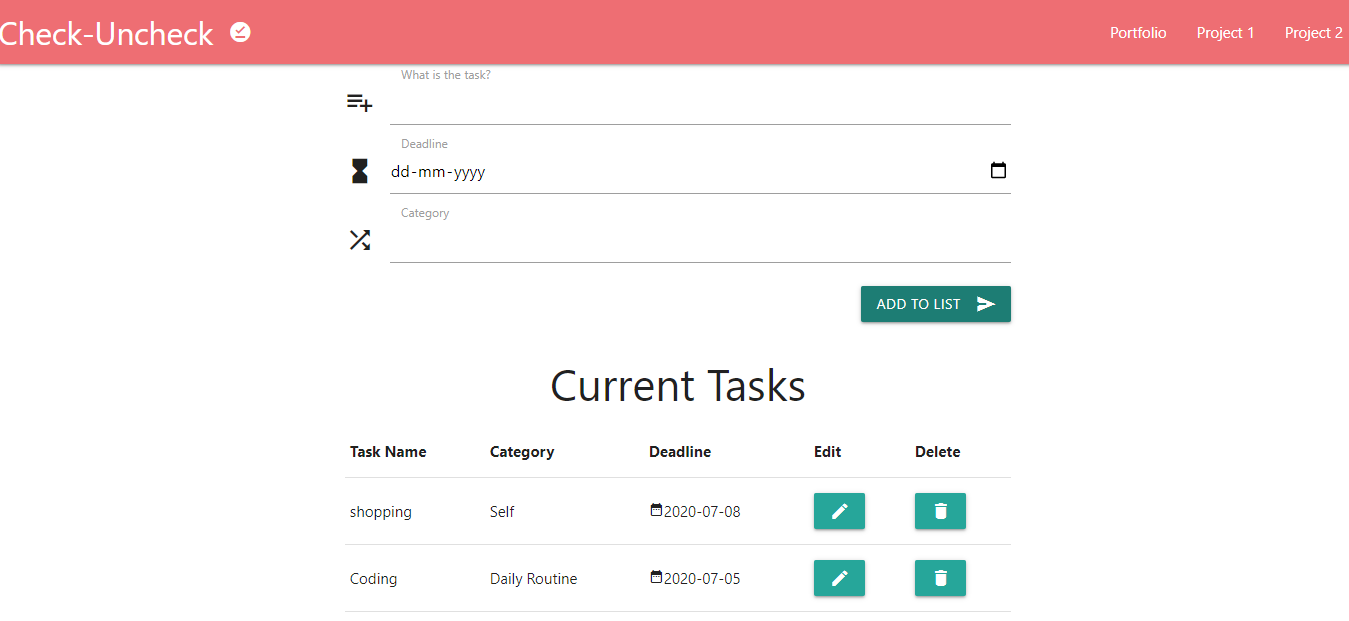 Check-Uncheck Portfolio Project 1 Project 2
What is the task?
Deadline
dd-mm-yyyy
Category
ADD TO LIST
Current Tasks
Task Name Category Deadline Edit Delete
shopping Self 2020-07-08
Coding Daily Routine 2020-07-05